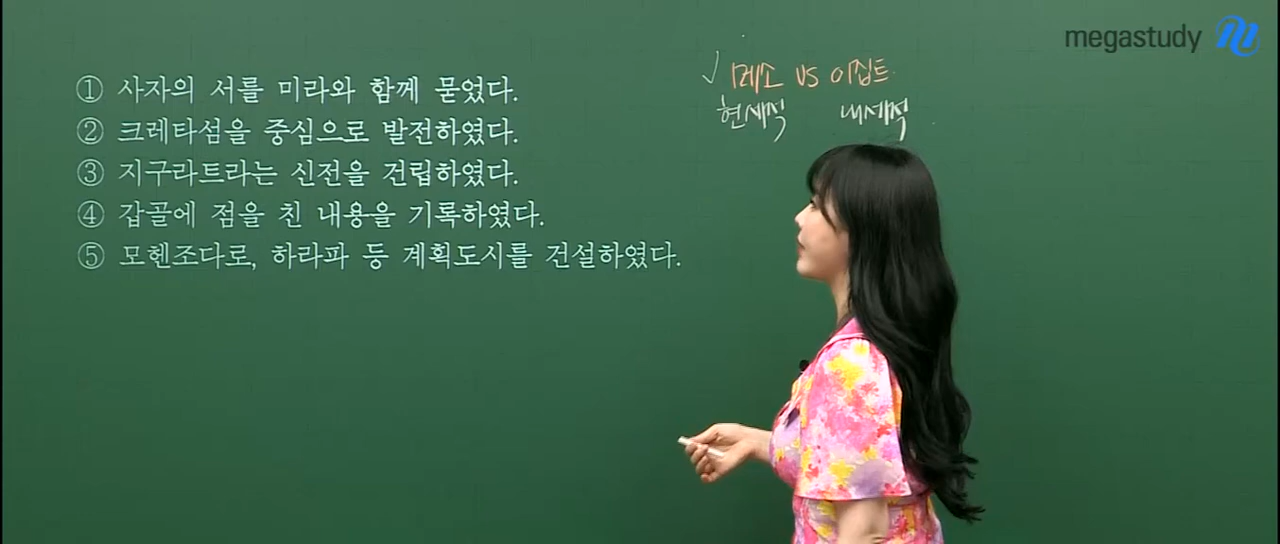 megastudy
① 사자의 서를 미라와 함께 묻었다.
② 크레타섬을 중심으로 발전하였다.
③ 지구라트라는 신전을 건립하였다.
④ 갑골에 점을 친 내용을 기록하였다.
⑤ 모헨조다로, 하라파 등 계획도시를 건설하였다.
✓ 메소 VS 이집트
현세적 내세적